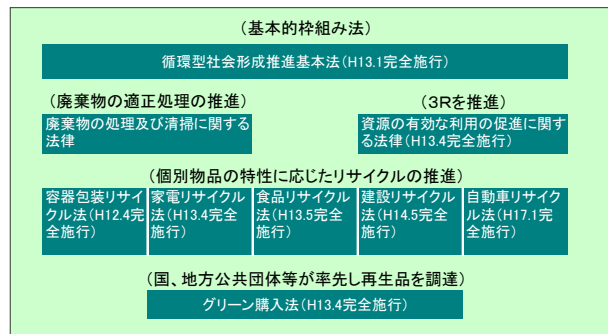 (基本的枠組み法)
循環型社会形成推進基本法(H13.1完全施行)
(廃棄物の適正処理の推進)
(3Rを推進)
廃棄物の処理及び清掃に関する
法律
資源の有効な利用の促進に関す
る法律(H13.4完全施行)
(個別物品の特性に応じたリサイクルの推進)
容器包装リサイ
クル法(H12.4完
全施行)
家電リサイクル
法(H13.4完全
施行)
食品リサイクル
法(H13.5完全
施行)
建設リサイクル
法(H14.5完全
施行)
自動車リサイク
ル法(H17.1完
全施行)
(国、地方公共団体等が率先し再生品を調達)
グリーン購入法(H13.4完全施行)